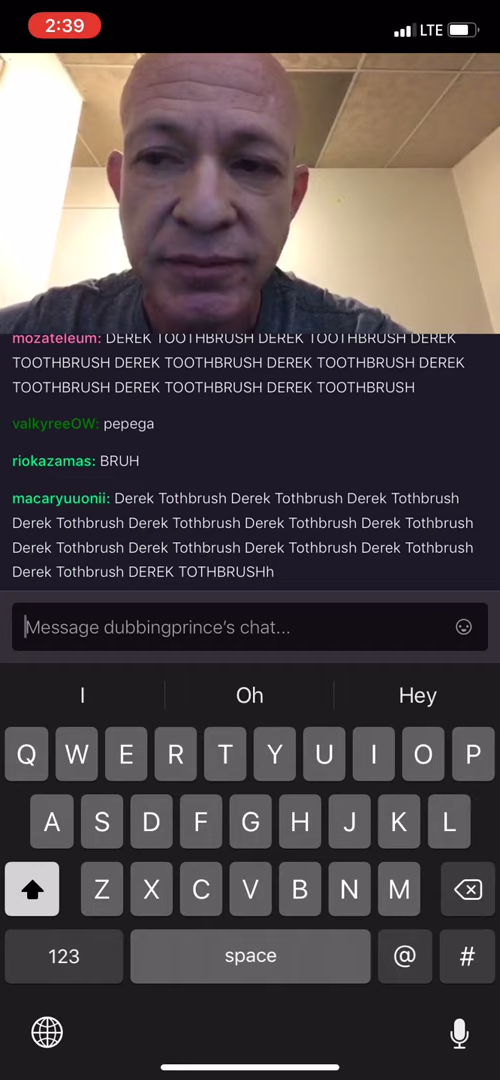 2:39
LTE
mozateleum: DEREK TOOTHBRUSH DEREK TOOTHBRUSH DEREK
TOOTHBRUSH DEREK TOOTHBRUSH DEREK TOOTHBRUSH DEREK
TOOTHBRUSH DEREK TOOTHBRUSH DEREK TOOTHBRUSH
valkyreeOW: pepega
riokazamas: BRUH
macaryuuonii: Derek Tothbrush Derek Tothbrush Derek Tothbrush
Derek Tothbrush Derek Tothbrush Derek Tothbrush Derek Tothbrush
Derek Tothbrush Derek Tothbrush Derek Tothbrush Derek Tothbrush
Derek Tothbrush DEREK TOTHBRUSHh
Message dubbingprince's chat...
I Oh Hey
Q W E R T Y U I O P
A S D F G H J K L
Z X C V B N M
123 space @ #